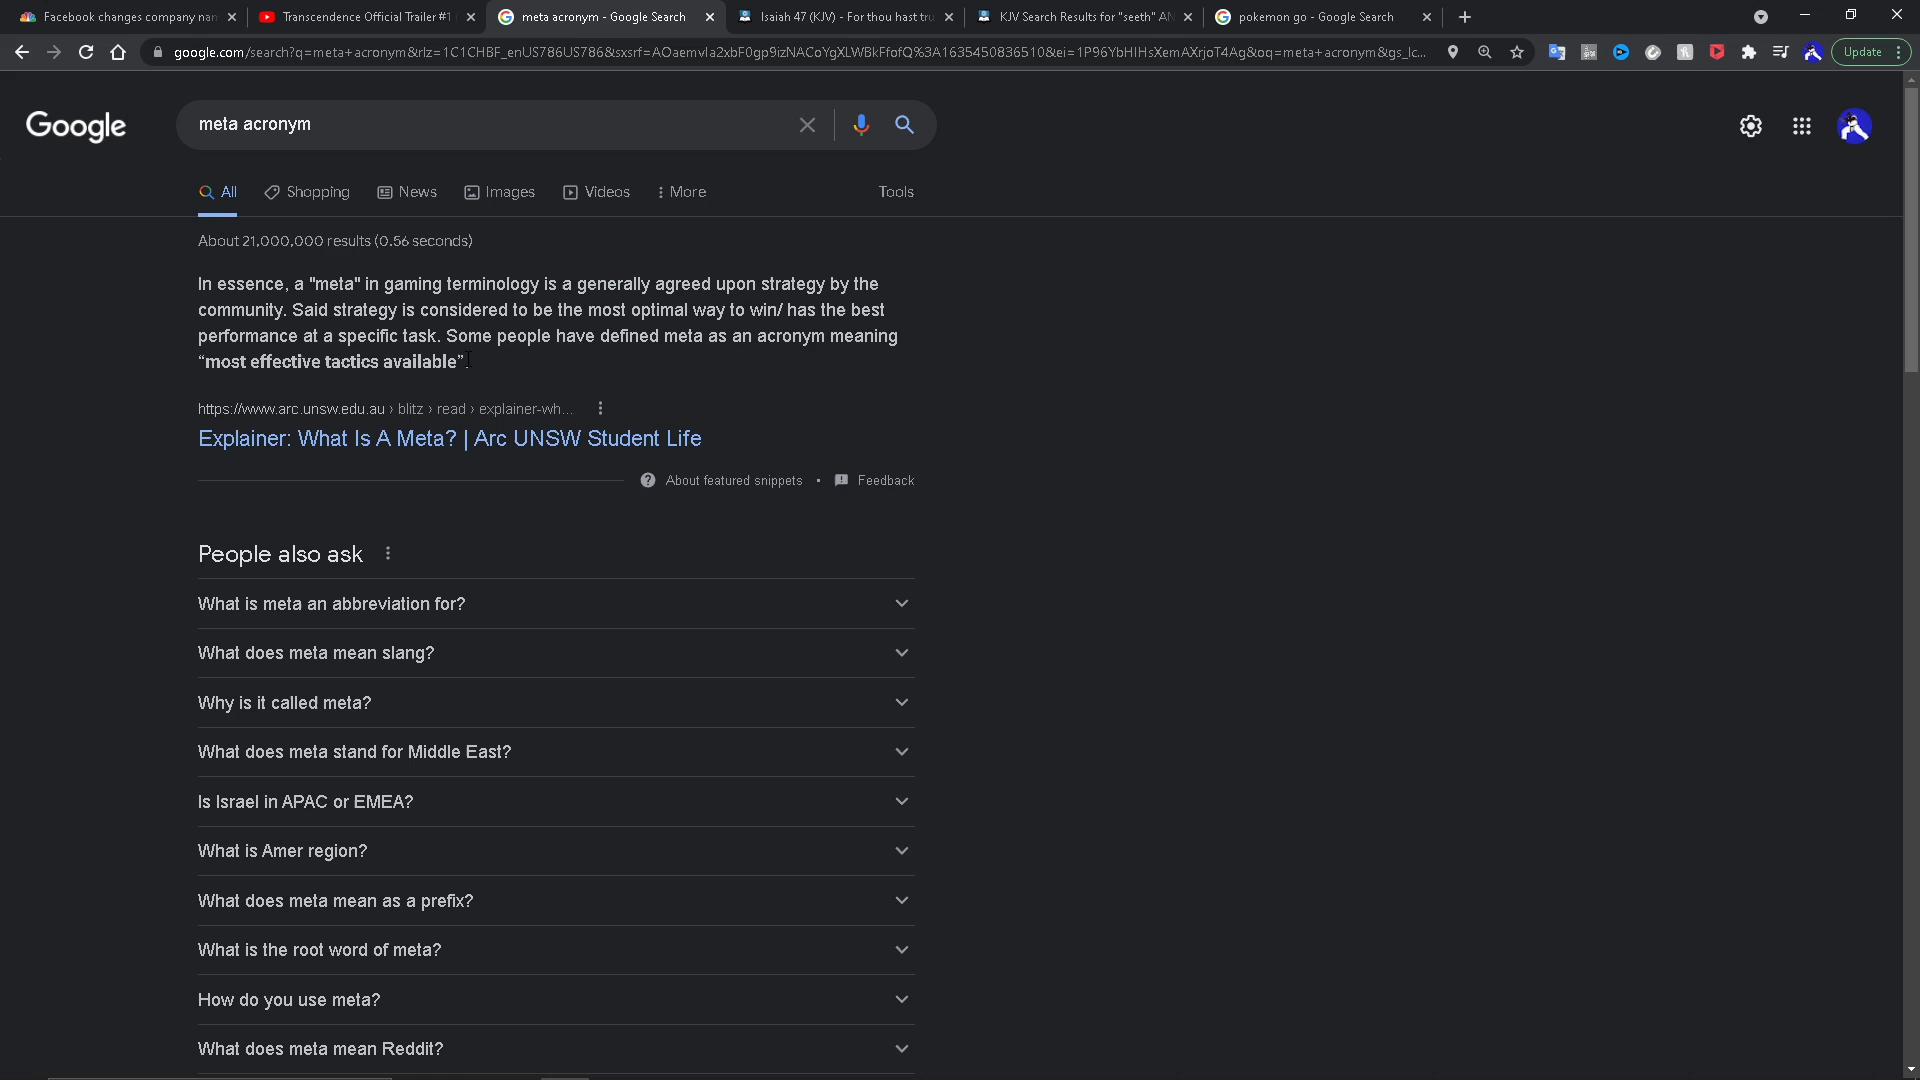 Facebook changes company nam
Transcendence Official Trailer #1
meta acronym - Google Search
Isaiah 47 (KJV) - For thou hast tru
KJV Search Results for "seeth" AN
pokemon go - Google Search
google.com/search?q=meta+acronym&rlz=1C1CHBF_enUS786US786&sxsrf=AOaemvIa2xbF0gp9izNACoYgXLWBkFfofQ%3A1635450836510&ei=1P96YbHIHsXemAXrjoT4Ag&oq=meta+acronym&gs_lc...
Update
Google
meta acronym
All
Shopping
News
Images
Videos
More
Tools
About 21,000,000 results (0.56 seconds)
In essence, a "meta" in gaming terminology is a generally agreed upon strategy by the
community. Said strategy is considered to be the most optimal way to win/ has the best
performance at a specific task. Some people have defined meta as an acronym meaning
“most effective tactics available”.
https://www.arc.unsw.edu.au › blitz › read › explainer-wh...
Explainer: What Is A Meta? | Arc UNSW Student Life
About featured snippets • Feedback
People also ask
What is meta an abbreviation for?
What does meta mean slang?
Why is it called meta?
What does meta stand for Middle East?
Is Israel in APAC or EMEA?
What is Amer region?
What does meta mean as a prefix?
What is the root word of meta?
How do you use meta?
What does meta mean Reddit?